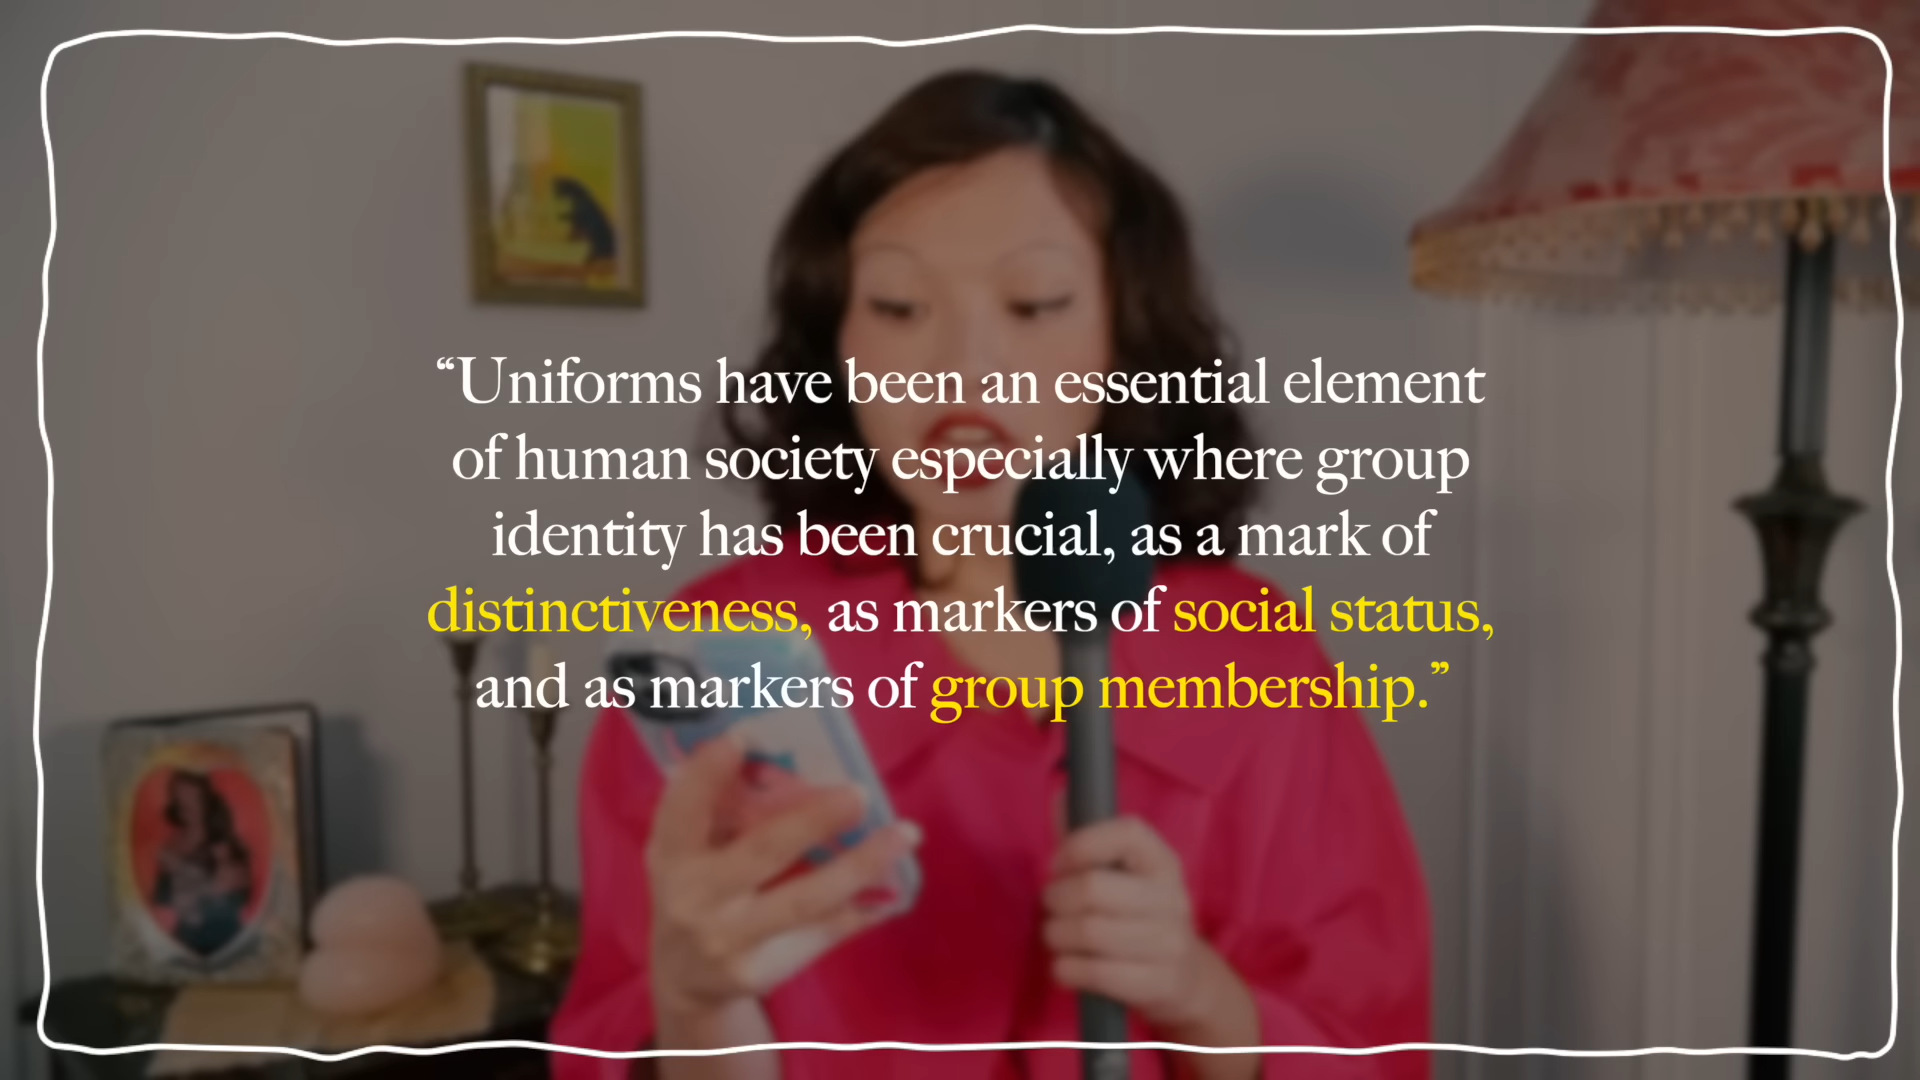 “Uniforms have been an essential element
of human society especially where group
identity has been crucial, as a mark of
distinctiveness, as markers of social status,
and as markers of group membership.”